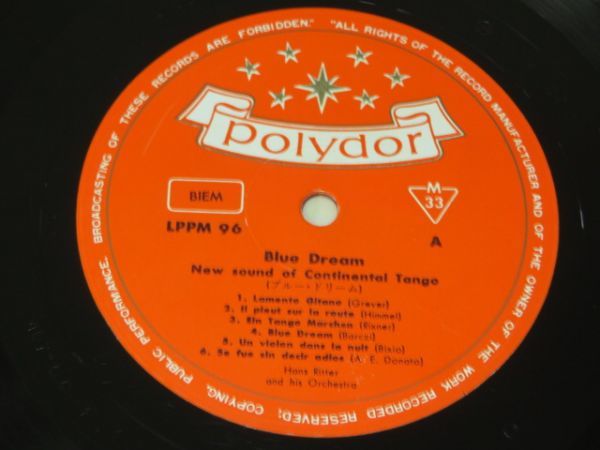 "ALL RIGHTS OF THE RECORD MANUFACTURER AND OF THE OWNER OF THE WORK RECORDED RESERVED; COPYING, PUBLIC PERFORMANCE, BROADCASTING OF THESE RECORDS ARE FORBIDDEN."
polydor
BIEM
M
33
LPPM 96
A
Blue Dream
New sound of Continental Tango
(ブルー・ドリーム)
1. Lamento Gitano (Grever)
2. Il pleut sur la route (Himmel)
3. Ein Tango Märchen (Rixner)
4. Blue Dream (Barczi)
5. Un violon dans la nuit (Bixio)
6. Se fue sin decir adios (A. E. Donato)
Hans Ritter
and his Orchestra